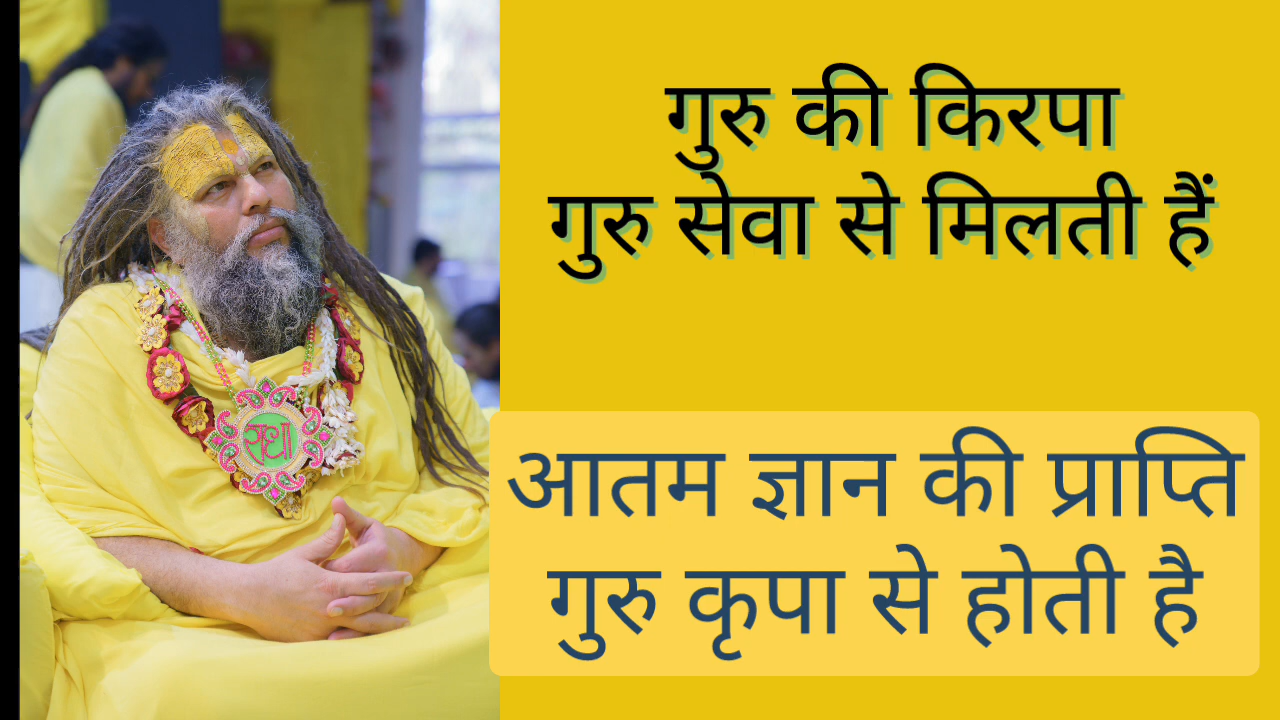 गुरु की किरपा
गुरु सेवा से मिलती हैं
राधा
आतम ज्ञान की प्राप्ति
गुरु कृपा से होती है